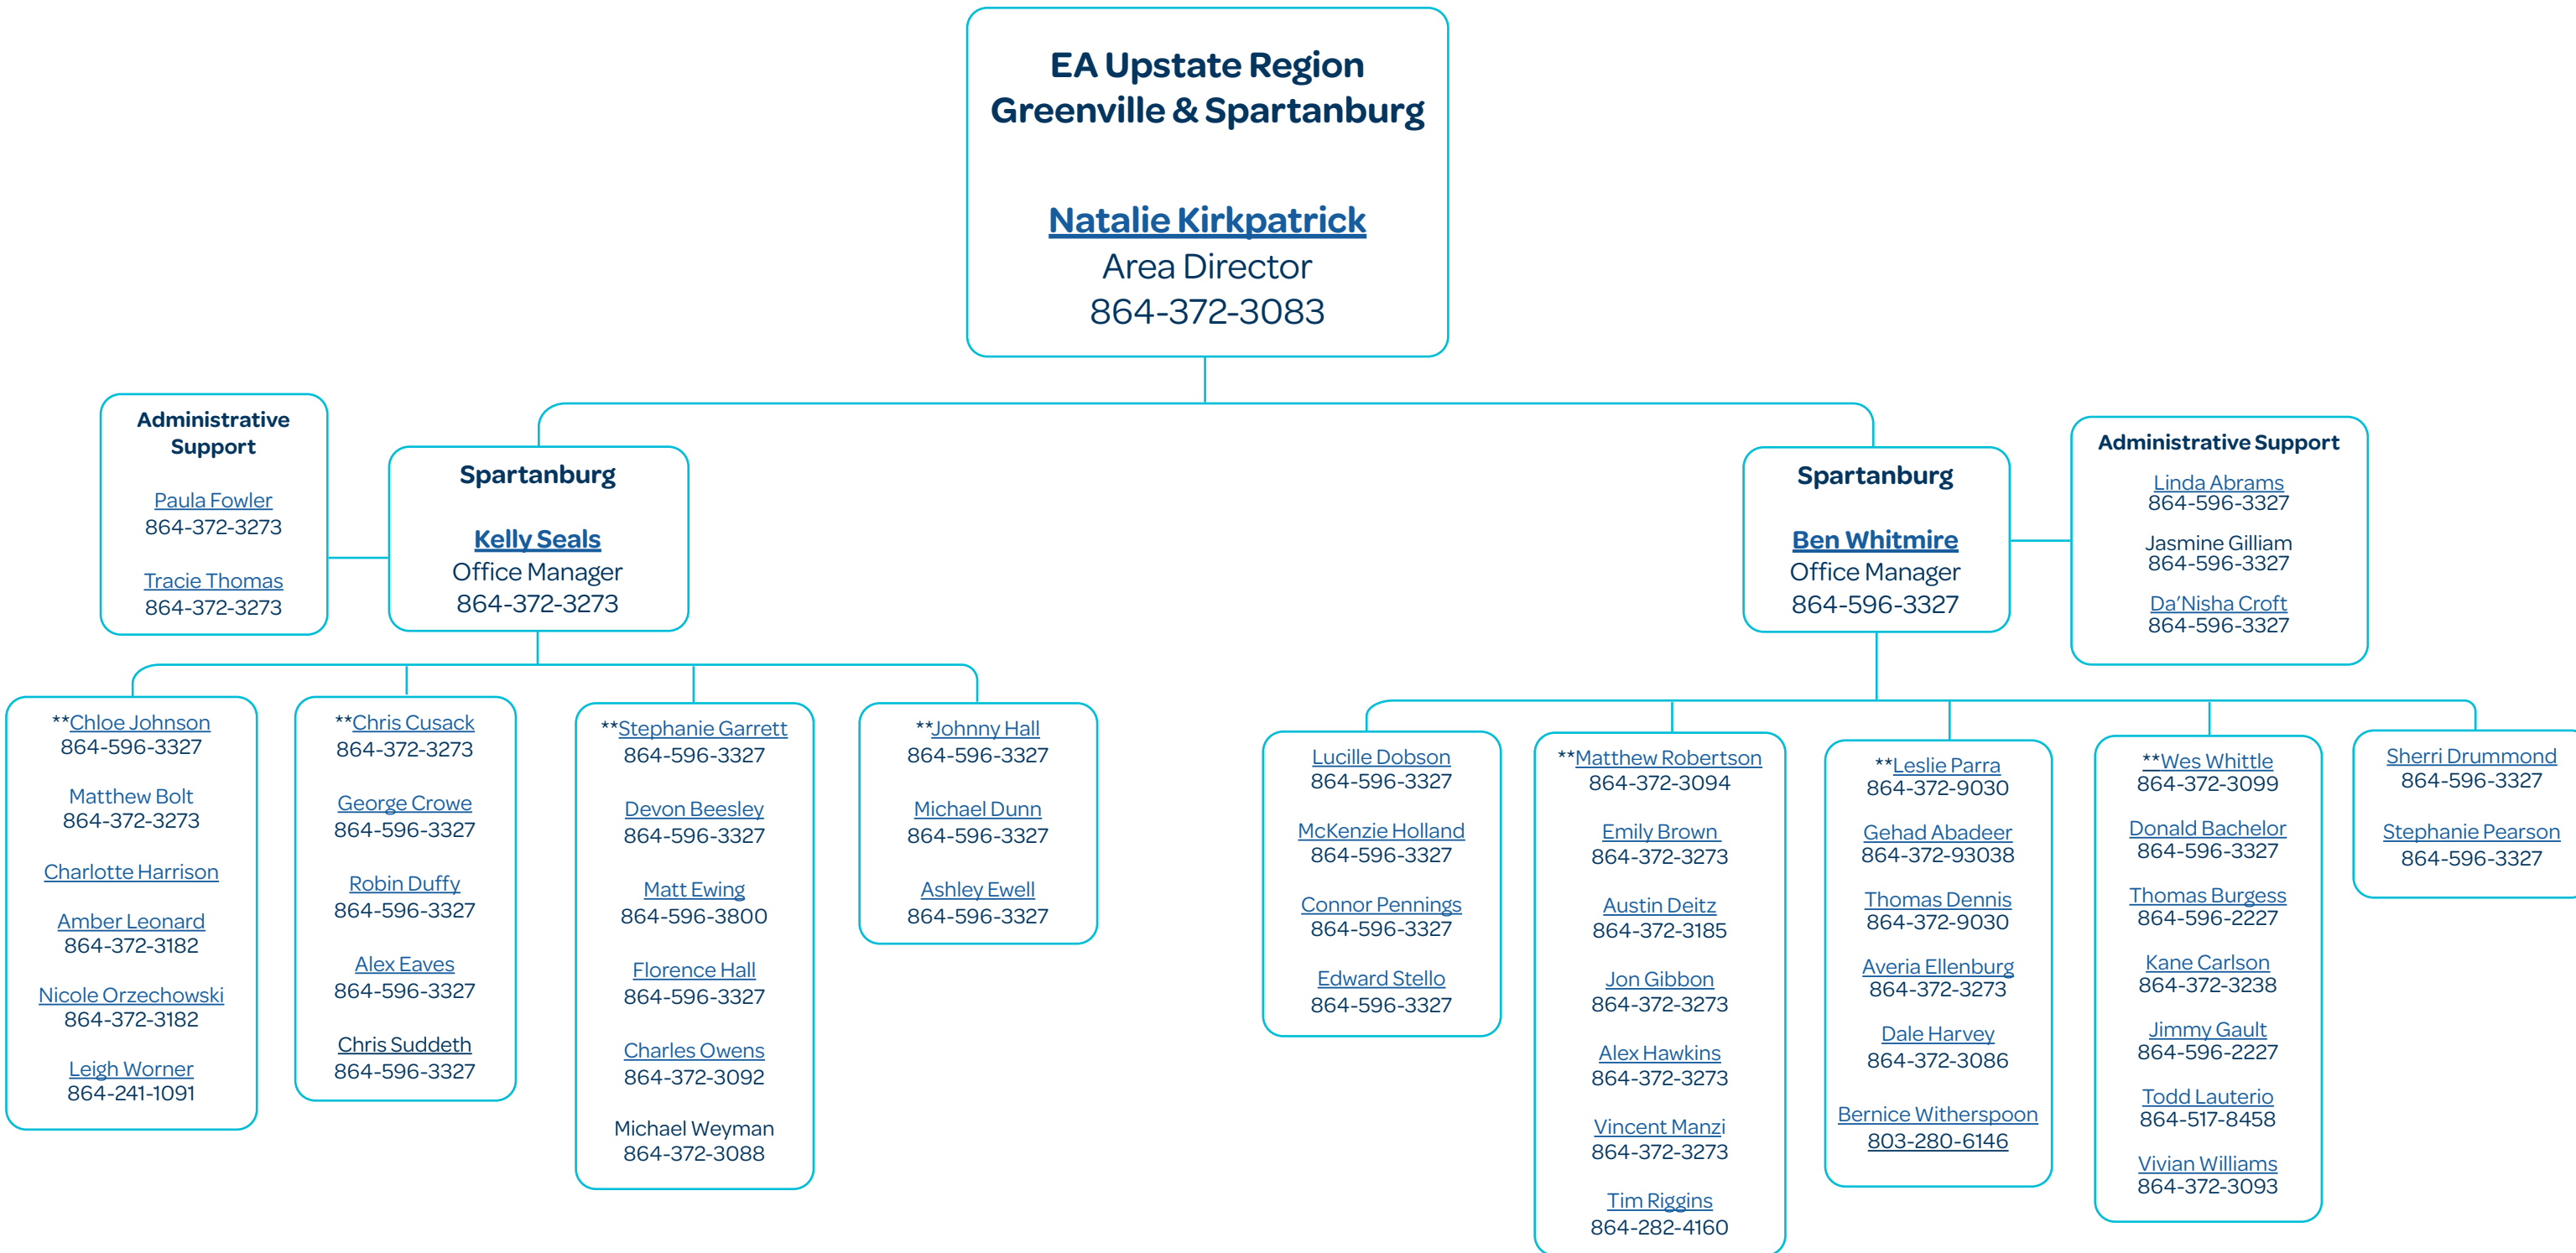 EA Upstate Region
Greenville & Spartanburg
Natalie Kirkpatrick
Area Director
864-372-3083
Administrative
Support
Paula Fowler
864-372-3273
Tracie Thomas
864-372-3273
Spartanburg
Kelly Seals
Office Manager
864-372-3273
Spartanburg
Ben Whitmire
Office Manager
864-596-3327
Administrative Support
Linda Abrams
864-596-3327
Jasmine Gilliam
864-596-3327
Da’Nisha Croft
864-596-3327
**Chloe Johnson
864-596-3327
Matthew Bolt
864-372-3273
Charlotte Harrison
Amber Leonard
864-372-3182
Nicole Orzechowski
864-372-3182
Leigh Worner
864-241-1091
**Chris Cusack
864-372-3273
George Crowe
864-596-3327
Robin Duffy
864-596-3327
Alex Eaves
864-596-3327
Chris Suddeth
864-596-3327
**Stephanie Garrett
864-596-3327
Devon Beesley
864-596-3327
Matt Ewing
864-596-3800
Florence Hall
864-596-3327
Charles Owens
864-372-3092
Michael Weyman
864-372-3088
**Johnny Hall
864-596-3327
Michael Dunn
864-596-3327
Ashley Ewell
864-596-3327
Lucille Dobson
864-596-3327
McKenzie Holland
864-596-3327
Connor Pennings
864-596-3327
Edward Stello
864-596-3327
**Matthew Robertson
864-372-3094
Emily Brown
864-372-3273
Austin Deitz
864-372-3185
Jon Gibbon
864-372-3273
Alex Hawkins
864-372-3273
Vincent Manzi
864-372-3273
Tim Riggins
864-282-4160
**Leslie Parra
864-372-9030
Gehad Abadeer
864-372-93038
Thomas Dennis
864-372-9030
Averia Ellenburg
864-372-3273
Dale Harvey
864-372-3086
Bernice Witherspoon
803-280-6146
**Wes Whittle
864-372-3099
Donald Bachelor
864-596-3327
Thomas Burgess
864-596-2227
Kane Carlson
864-372-3238
Jimmy Gault
864-596-2227
Todd Lauterio
864-517-8458
Vivian Williams
864-372-3093
Sherri Drummond
864-596-3327
Stephanie Pearson
864-596-3327